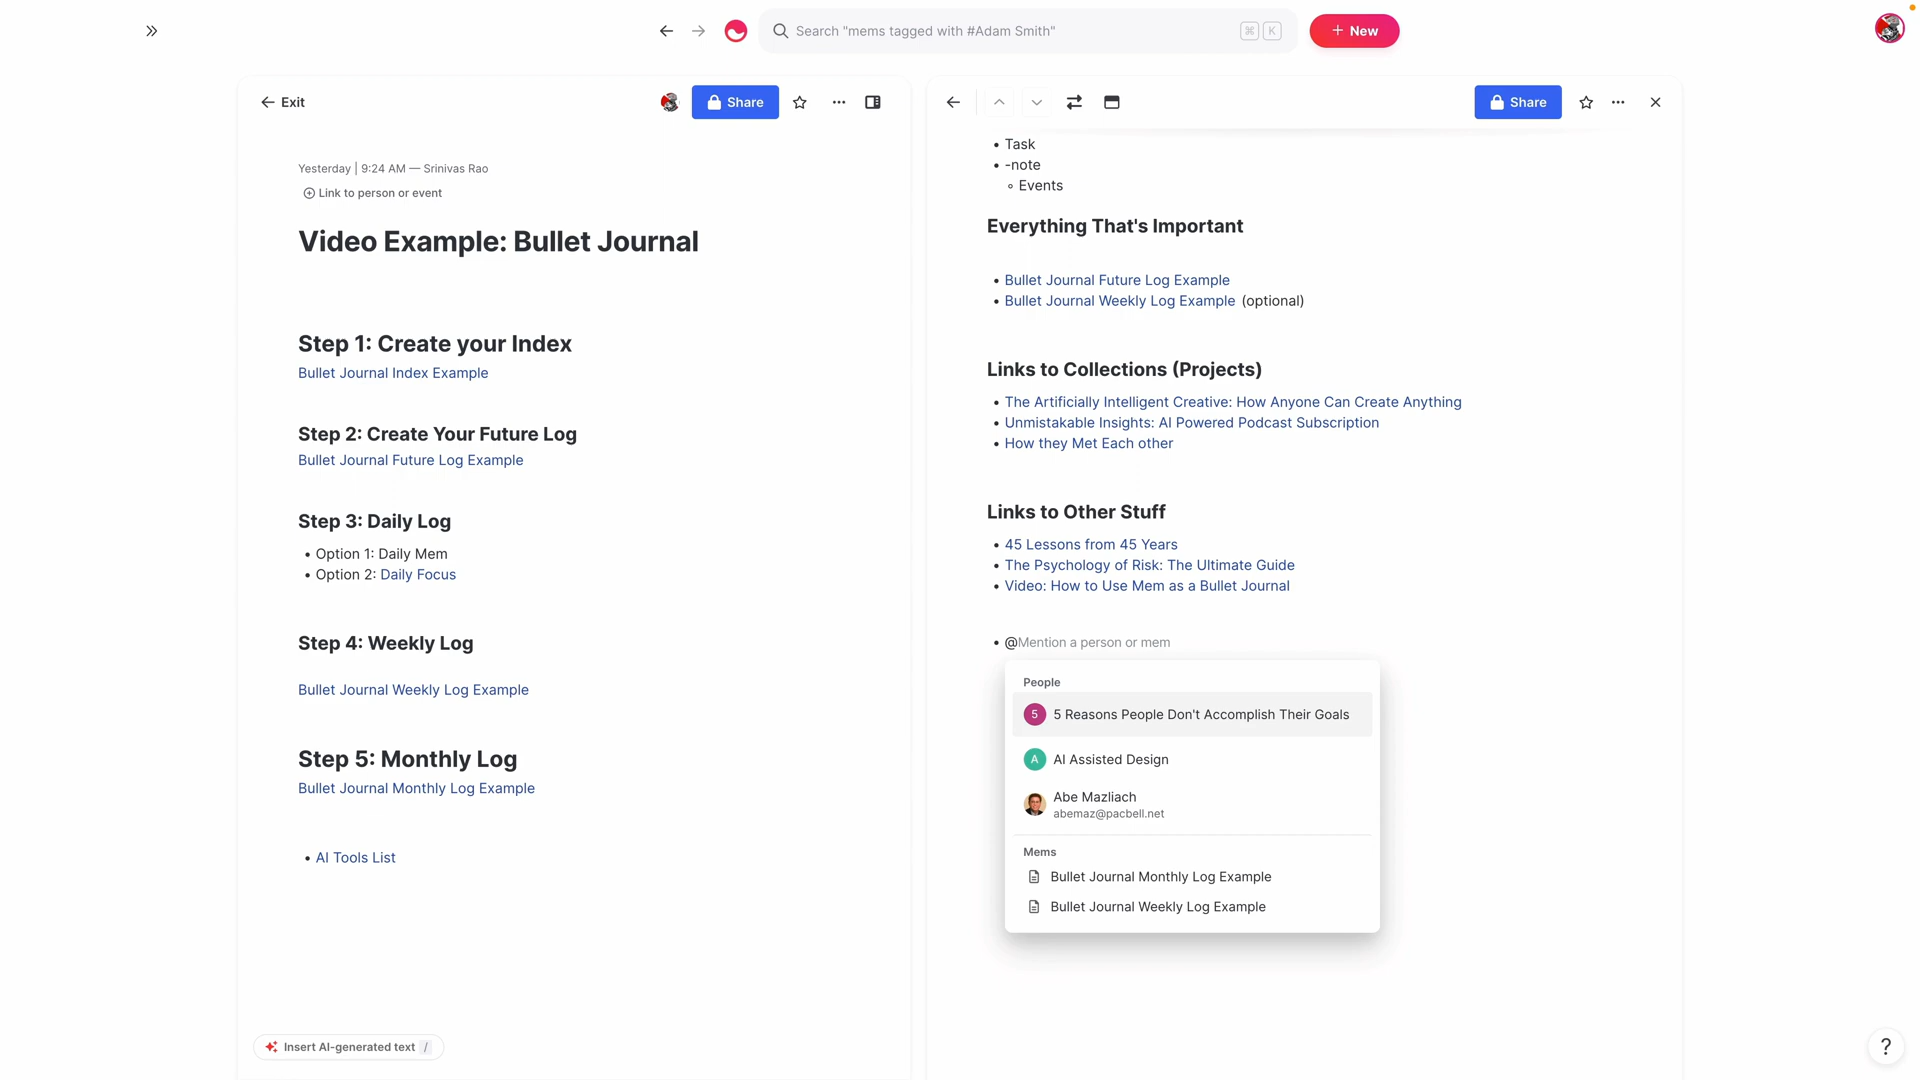 Search "mems tagged with #Adam Smith"
⌘ K
+ New
Exit
Share
Yesterday | 9:24 AM — Srinivas Rao
Link to person or event
Video Example: Bullet Journal
Step 1: Create your Index
Bullet Journal Index Example
Step 2: Create Your Future Log
Bullet Journal Future Log Example
Step 3: Daily Log
• Option 1: Daily Mem
• Option 2: Daily Focus
Step 4: Weekly Log
Bullet Journal Weekly Log Example
Step 5: Monthly Log
Bullet Journal Monthly Log Example
• AI Tools List
Insert AI-generated text /
Share
• Task
• -note
◦ Events
Everything That's Important
• Bullet Journal Future Log Example
• Bullet Journal Weekly Log Example (optional)
Links to Collections (Projects)
• The Artificially Intelligent Creative: How Anyone Can Create Anything
• Unmistakable Insights: AI Powered Podcast Subscription
• How they Met Each other
Links to Other Stuff
• 45 Lessons from 45 Years
• The Psychology of Risk: The Ultimate Guide
• Video: How to Use Mem as a Bullet Journal
• @Mention a person or mem
People
5 5 Reasons People Don't Accomplish Their Goals
A AI Assisted Design
Abe Mazliach
abemaz@pacbell.net
Mems
Bullet Journal Monthly Log Example
Bullet Journal Weekly Log Example
?